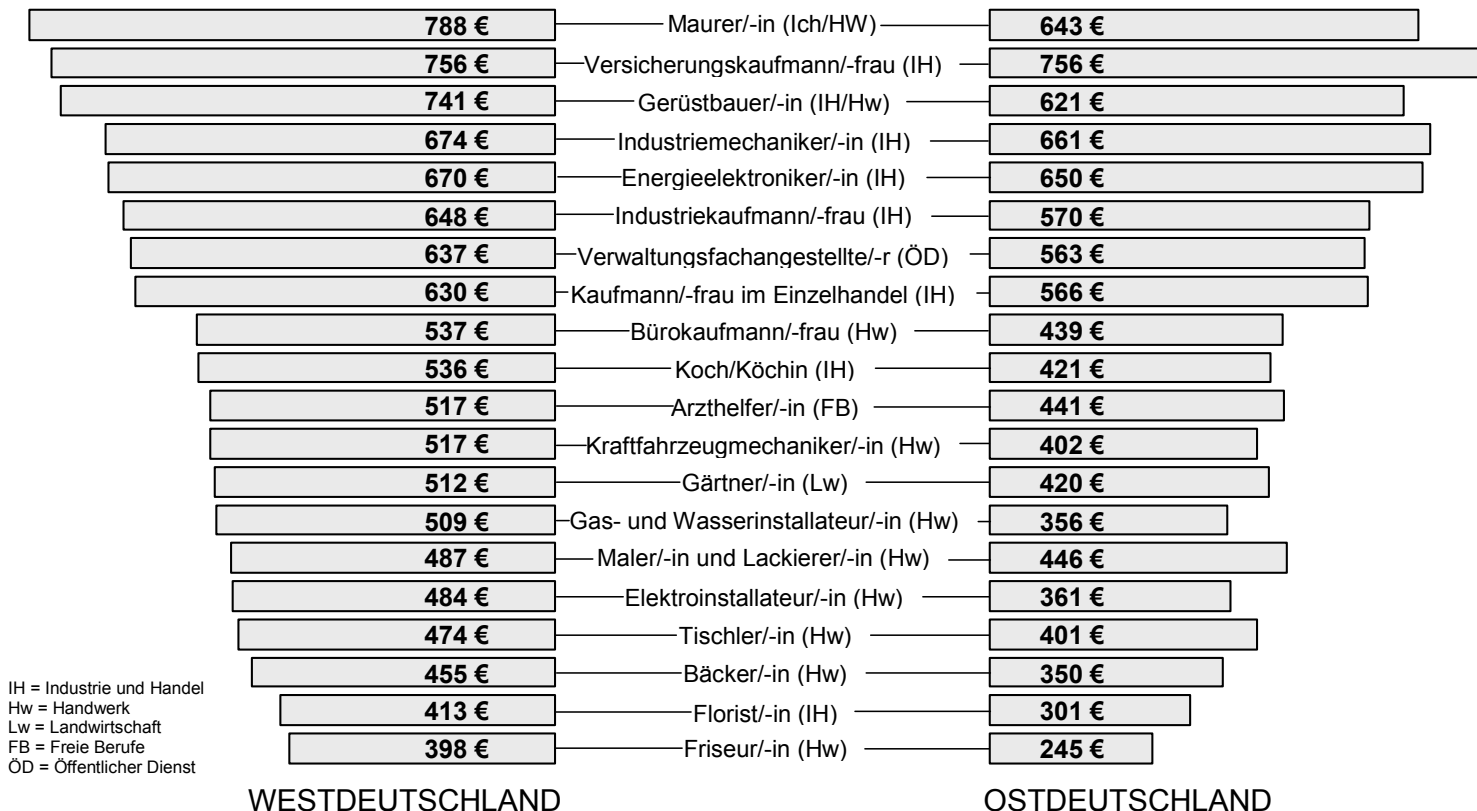 788 € Maurer/-in (Ich/HW) 643 €
756 € Versicherungskaufmann/-frau (IH) 756 €
741 € Gerüstbauer/-in (IH/Hw) 621 €
674 € Industriemechaniker/-in (IH) 661 €
670 € Energieelektroniker/-in (IH) 650 €
648 € Industriekaufmann/-frau (IH) 570 €
637 € Verwaltungsfachangestellte/-r (ÖD) 563 €
630 € Kaufmann/-frau im Einzelhandel (IH) 566 €
537 € Bürokaufmann/-frau (Hw) 439 €
536 € Koch/Köchin (IH) 421 €
517 € Arzthelfer/-in (FB) 441 €
517 € Kraftfahrzeugmechaniker/-in (Hw) 402 €
512 € Gärtner/-in (Lw) 420 €
509 € Gas- und Wasserinstallateur/-in (Hw) 356 €
487 € Maler/-in und Lackierer/-in (Hw) 446 €
484 € Elektroinstallateur/-in (Hw) 361 €
474 € Tischler/-in (Hw) 401 €
455 € Bäcker/-in (Hw) 350 €
413 € Florist/-in (IH) 301 €
398 € Friseur/-in (Hw) 245 €
IH = Industrie und Handel
Hw = Handwerk
Lw = Landwirtschaft
FB = Freie Berufe
ÖD = Öffentlicher Dienst
WESTDEUTSCHLAND OSTDEUTSCHLAND